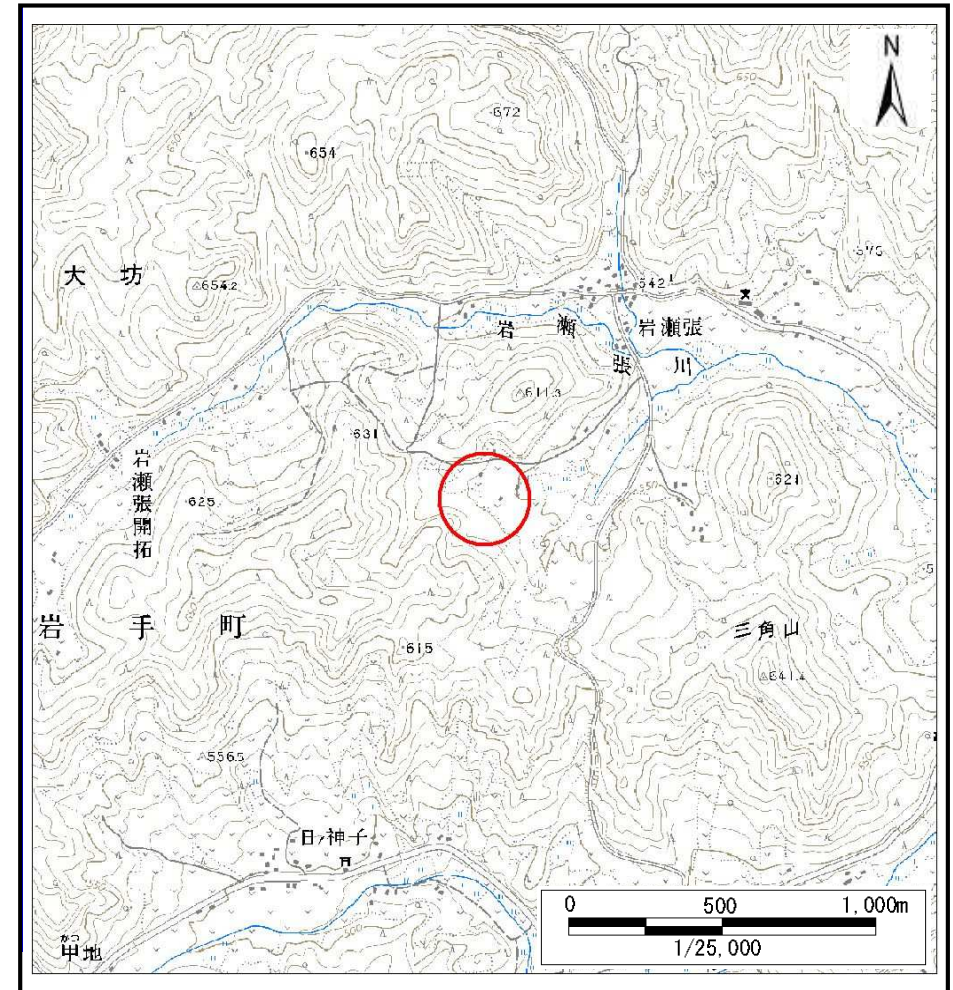 N
672
654
大坊
654.2
542
岩瀬張
岩瀬張川
631
岩瀬張開拓
625
621
岩手町
615
三角山
641.4
556.5
日ノ神子
かつ
甲地
0 500 1,000m
1/25,000